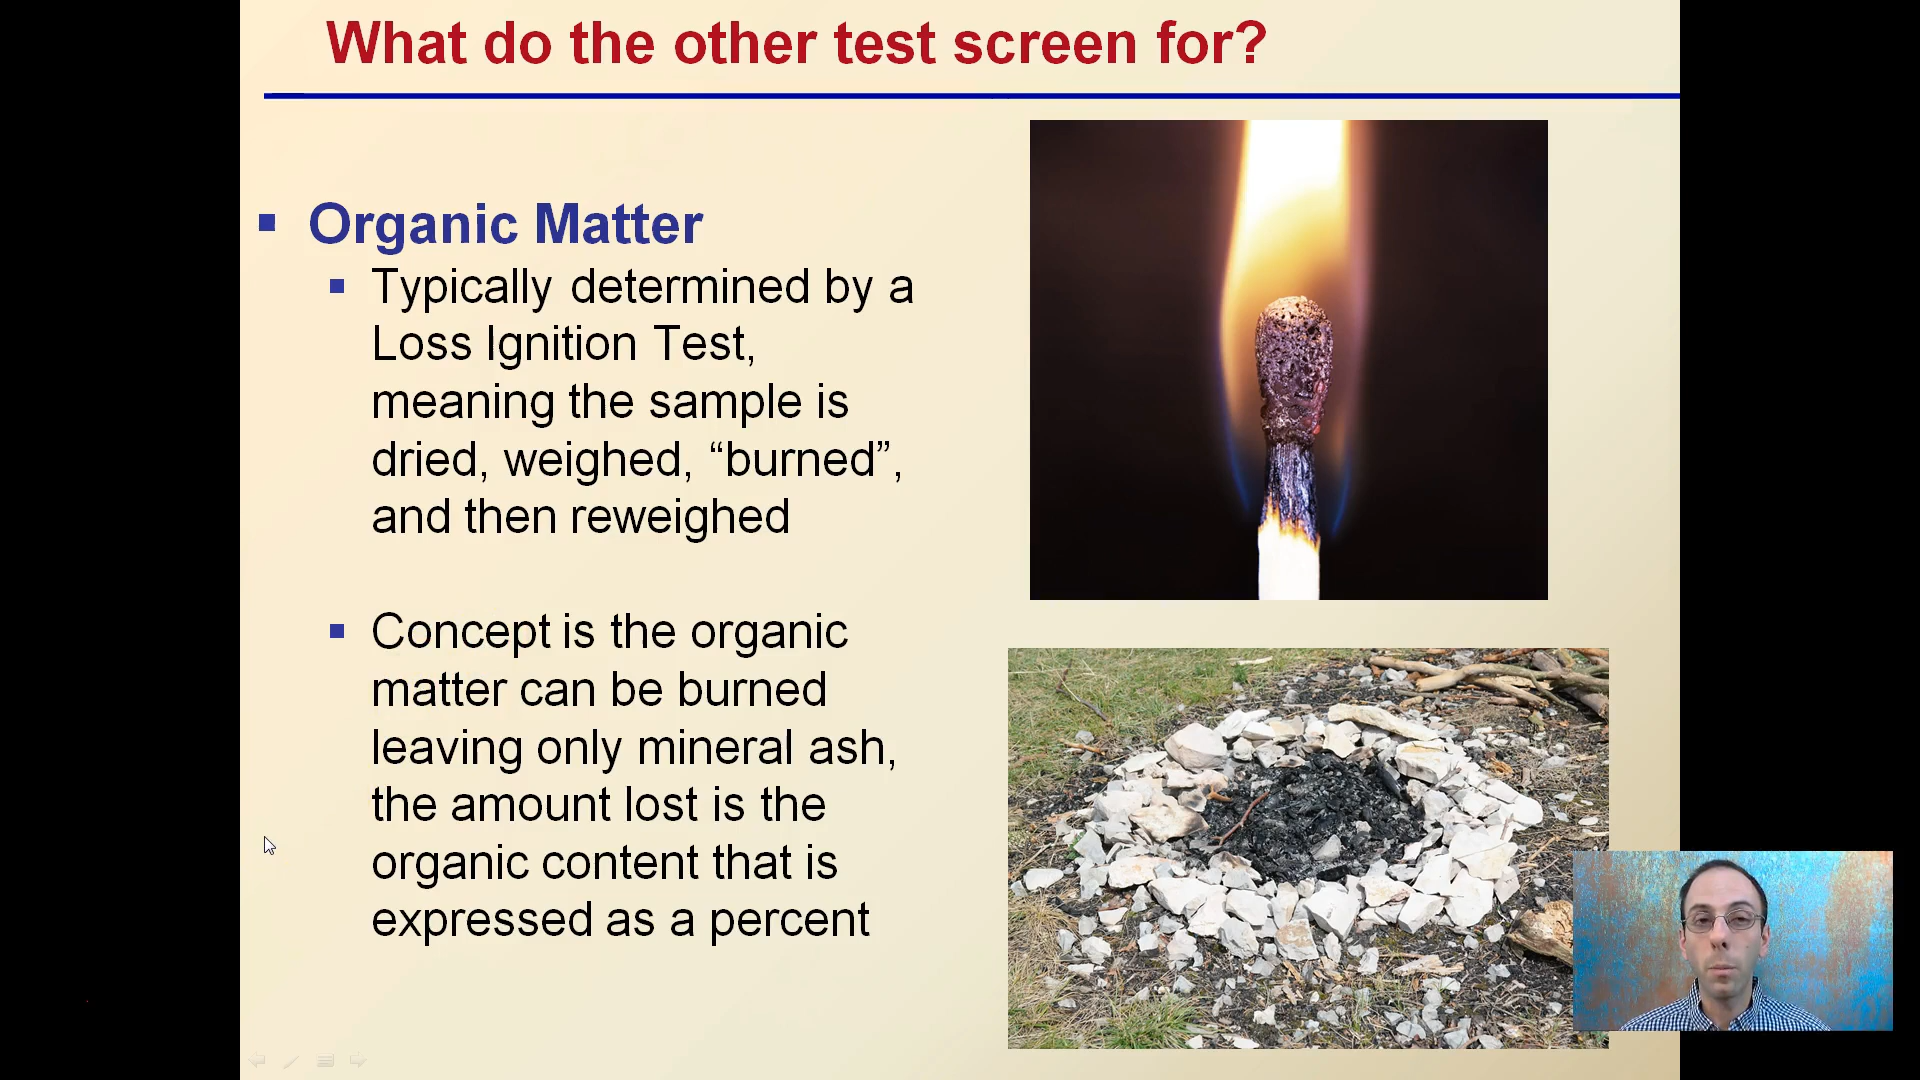 What do the other test screen for?
Organic Matter
Typically determined by a
Loss Ignition Test,
meaning the sample is
dried, weighed, “burned”,
and then reweighed
Concept is the organic
matter can be burned
leaving only mineral ash,
the amount lost is the
organic content that is
expressed as a percent